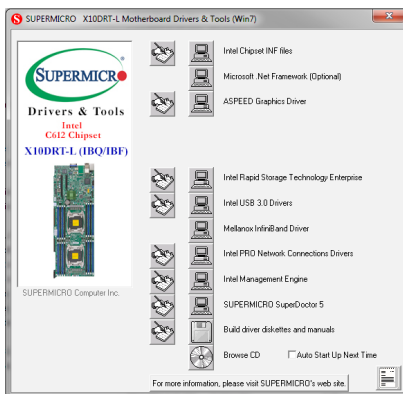 SUPERMICRO X10DRT-L Motherboard Drivers & Tools (Win7)
SUPERMICR
Drivers & Tools
Intel
C612 Chipset
X10DRT-L (IBQ/IBF)
SUPERMICRO Computer Inc.
Intel Chipset INF files
Microsoft .Net Framework (Optional)
ASPEED Graphics Driver
Intel Rapid Storage Technology Enterprise
Intel USB 3.0 Drivers
Mellanox InfiniBand Driver
Intel PRO Network Connections Drivers
Intel Management Engine
SUPERMICRO SuperDoctor 5
Build driver diskettes and manuals
Browse CD
Auto Start Up Next Time
For more information, please visit SUPERMICRO's web site.